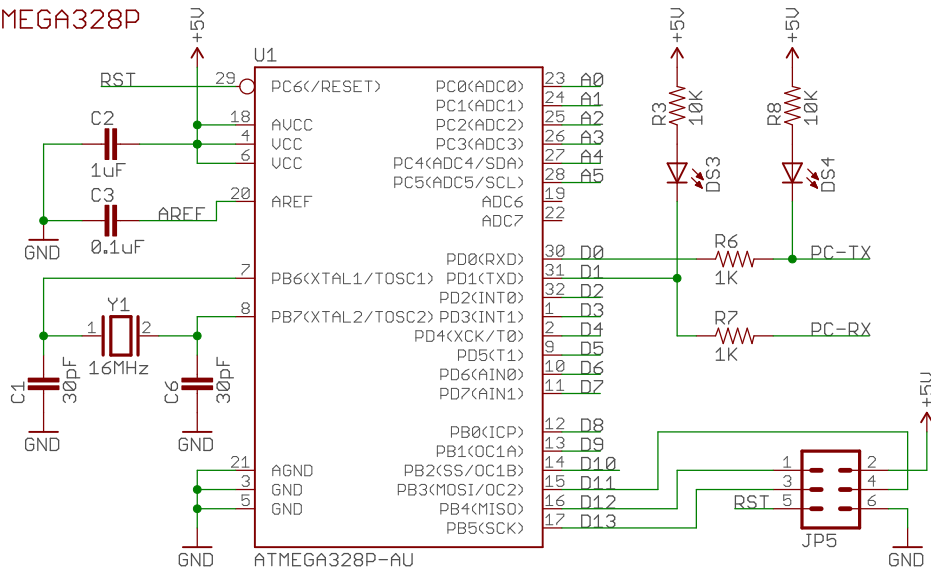 MEGA328P
+5V
+5V
+5V
U1
RST
29
PC6(/RESET)
18
AVCC
4
VCC
6
VCC
20
AREF
7
PB6(XTAL1/TOSC1)
8
PB7(XTAL2/TOSC2)
21
AGND
3
GND
5
GND
PC0(ADC0)
23
A0
PC1(ADC1)
24
A1
PC2(ADC2)
25
A2
PC3(ADC3)
26
A3
PC4(ADC4/SDA)
27
A4
PC5(ADC5/SCL)
28
A5
ADC6
19
ADC7
22
PD0(RXD)
30
D0
PD1(TXD)
31
D1
PD2(INT0)
32
D2
PD3(INT1)
1
D3
PD4(XCK/T0)
2
D4
PD5(T1)
9
D5
PD6(AIN0)
10
D6
PD7(AIN1)
11
D7
PB0(ICP)
12
D8
PB1(OC1A)
13
D9
PB2(SS/OC1B)
14
D10
PB3(MOSI/OC2)
15
D11
PB4(MISO)
16
D12
PB5(SCK)
17
D13
ATMEGA328P-AU
C2
1uF
C3
0.1uF
AREF
GND
Y1
1
2
16MHz
C1
30pF
C6
30pF
GND
GND
GND
R3
10K
DS3
R8
10K
DS4
R6
1K
PC-TX
R7
1K
PC-RX
+5V
1
2
3
4
RST
5
6
JP5
GND